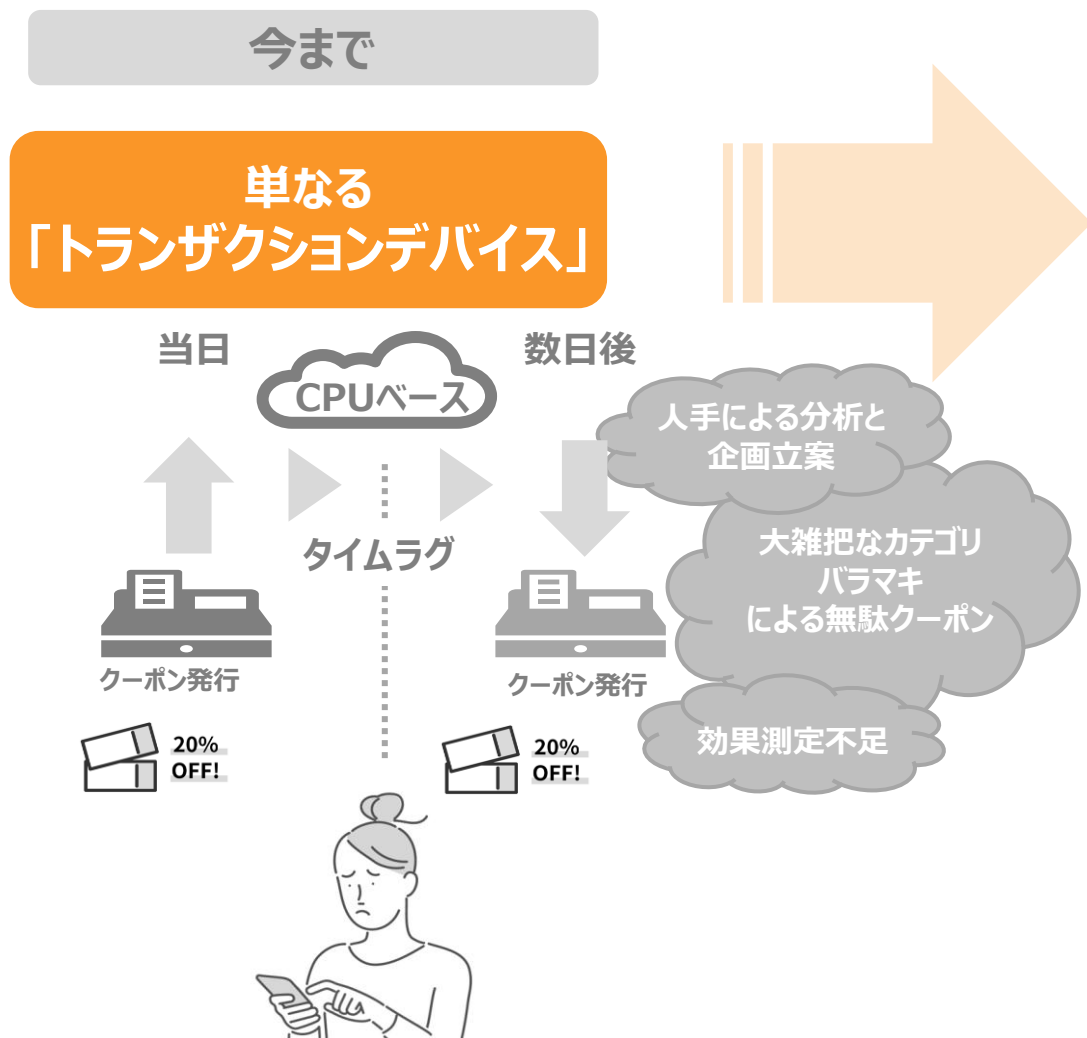 今まで
単なる
「トランザクションデバイス」
当日
CPUベース
数日後
人手による分析と
企画立案
タイムラグ
大雑把なカテゴリ
バラマキ
による無駄クーポン
クーポン発行
クーポン発行
効果測定不足
20%
OFF!
20%
OFF!